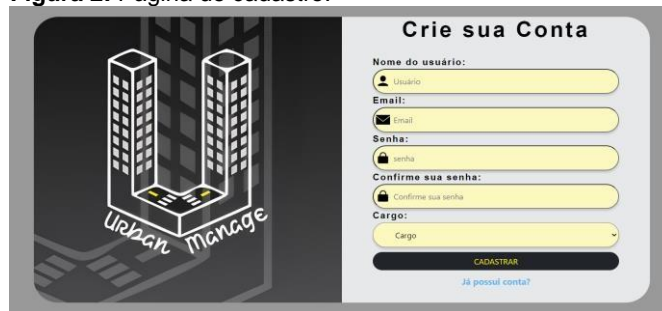 Figura 2. Página de cadastro.
Crie sua Conta
Nome do usuário:
Usuário
Email:
Email
Senha:
senha
Confirme sua senha:
Confirme sua senha
Cargo:
Cargo
CADASTRAR
Já possui conta?
Urban Manage